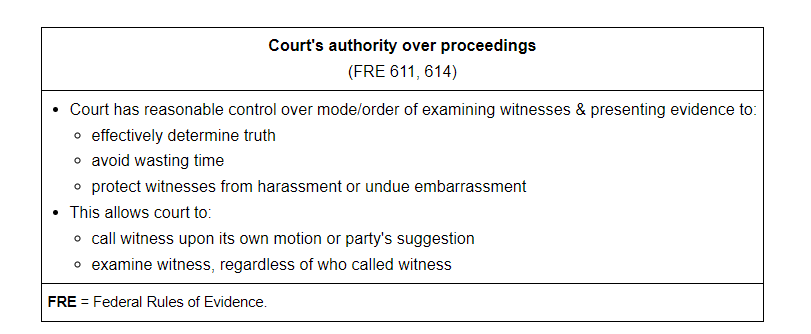 Court's authority over proceedings
(FRE 611, 614)
• Court has reasonable control over mode/order of examining witnesses & presenting evidence to:
◦ effectively determine truth
◦ avoid wasting time
◦ protect witnesses from harassment or undue embarrassment
• This allows court to:
◦ call witness upon its own motion or party's suggestion
◦ examine witness, regardless of who called witness
FRE = Federal Rules of Evidence.